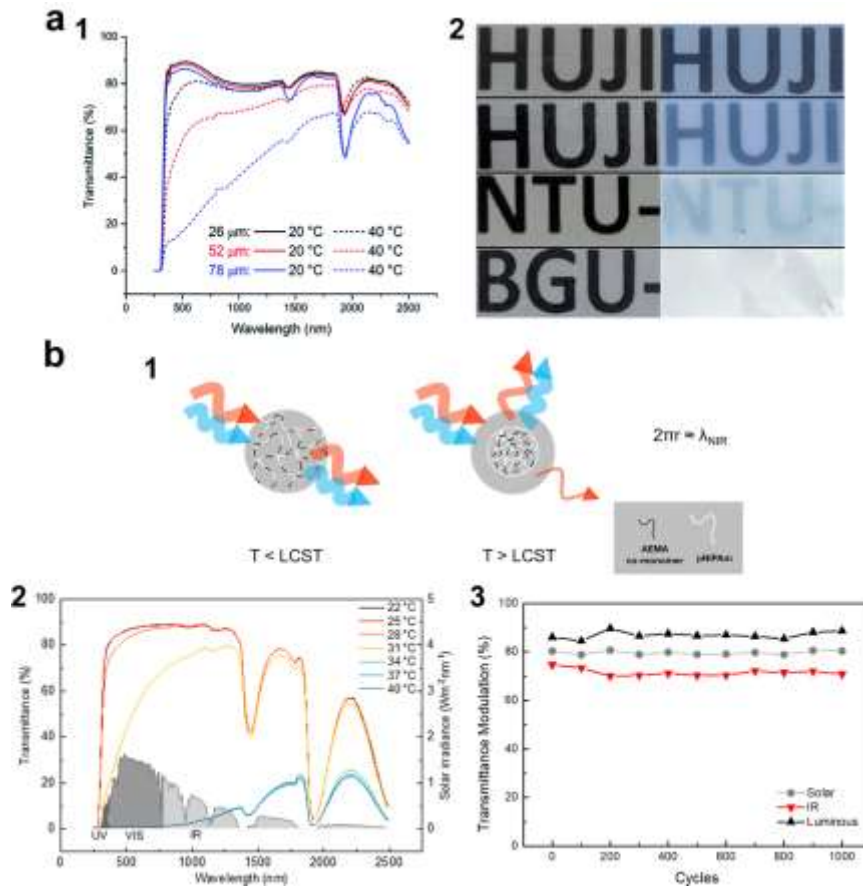 a
1
100
80
60
40
20
0
Transmittance (%)
26 μm: 20 °C 40 °C
52 μm: 20 °C 40 °C
78 μm: 20 °C 40 °C
0 500 1000 1500 2000 2500
Wavelength (nm)
2
HUJI HUJI
HUJI HUJI
NTU- NTU-
BGU-
b
1
T < LCST
T > LCST
2πr ≈ λNIR
AEMA
co-monomer
pNIPAm
2
100
80
60
40
20
0
Transmittance (%)
5
4
3
2
1
0
Solar irradiance (Wm⁻²nm⁻¹)
22 °C
25 °C
28 °C
31 °C
34 °C
37 °C
40 °C
UV VIS IR
0 500 1000 1500 2000 2500
Wavelength (nm)
3
100
80
60
40
20
0
Transmittance Modulation (%)
Solar
IR
Luminous
0 200 400 600 800 1000
Cycles